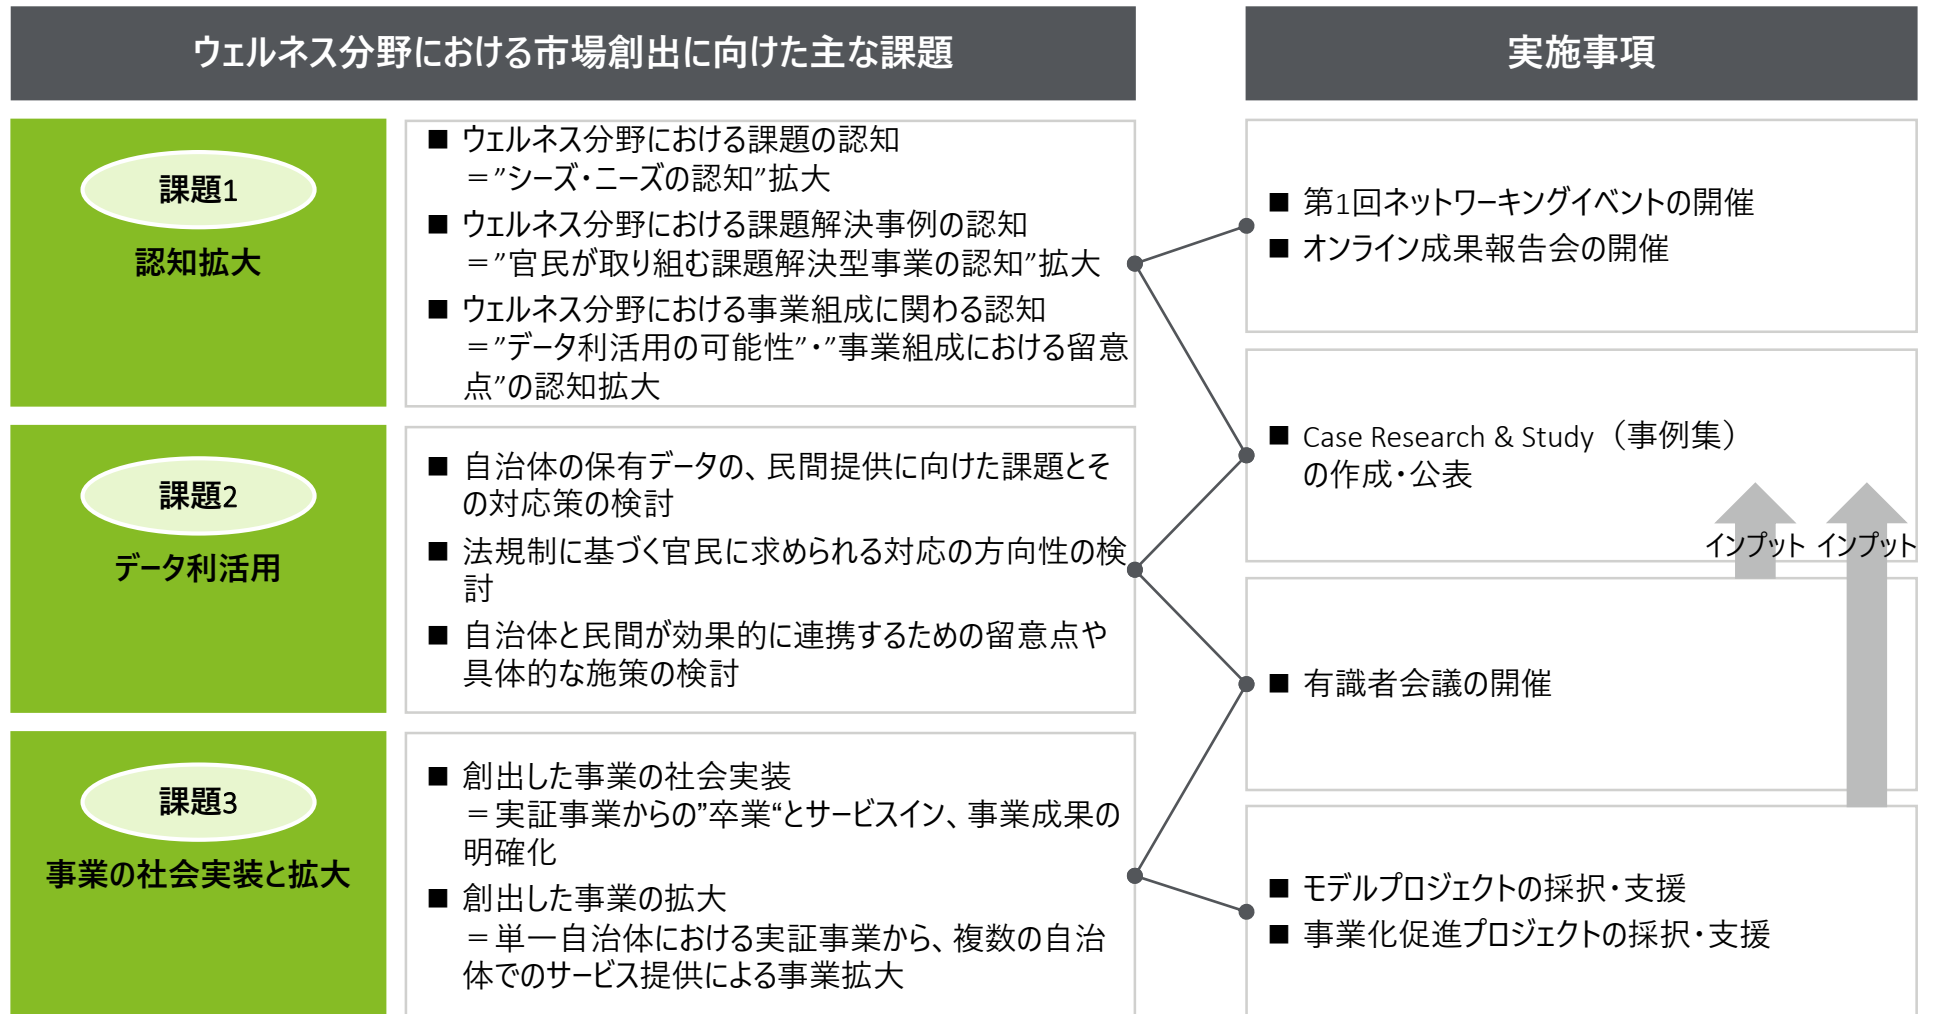 ウェルネス分野における市場創出に向けた主な課題
実施事項
課題1
認知拡大
■ ウェルネス分野における課題の認知
＝”シーズ・ニーズの認知”拡大
■ ウェルネス分野における課題解決事例の認知
＝”官民が取り組む課題解決型事業の認知”拡大
■ ウェルネス分野における事業組成に関わる認知
＝”データ利活用の可能性”・”事業組成における留意
点”の認知拡大
課題2
データ利活用
■ 自治体の保有データの、民間提供に向けた課題とそ
の対応策の検討
■ 法規制に基づく官民に求められる対応の方向性の検
討
■ 自治体と民間が効果的に連携するための留意点や
具体的な施策の検討
課題3
事業の社会実装と拡大
■ 創出した事業の社会実装
＝実証事業からの”卒業“とサービスイン、事業成果の
明確化
■ 創出した事業の拡大
＝単一自治体における実証事業から、複数の自治
体でのサービス提供による事業拡大
■ 第1回ネットワーキングイベントの開催
■ オンライン成果報告会の開催
■ Case Research & Study（事例集）
の作成・公表
インプット
インプット
■ 有識者会議の開催
■ モデルプロジェクトの採択・支援
■ 事業化促進プロジェクトの採択・支援